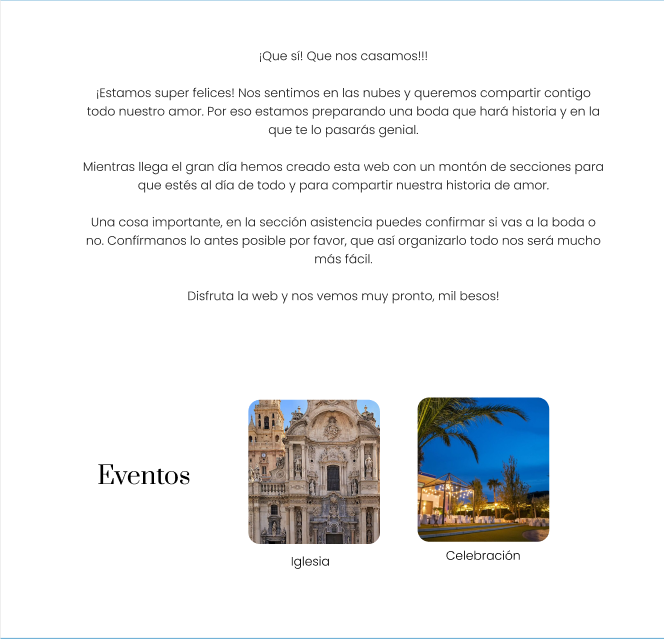 ¡Que sí! Que nos casamos!!!
¡Estamos super felices! Nos sentimos en las nubes y queremos compartir contigo
todo nuestro amor. Por eso estamos preparando una boda que hará historia y en la
que te lo pasarás genial.
Mientras llega el gran día hemos creado esta web con un montón de secciones para
que estés al día de todo y para compartir nuestra historia de amor.
Una cosa importante, en la sección asistencia puedes confirmar si vas a la boda o
no. Confírmanos lo antes posible por favor, que así organizarlo todo nos será mucho
más fácil.
Disfruta la web y nos vemos muy pronto, mil besos!
Eventos
Iglesia
Celebración